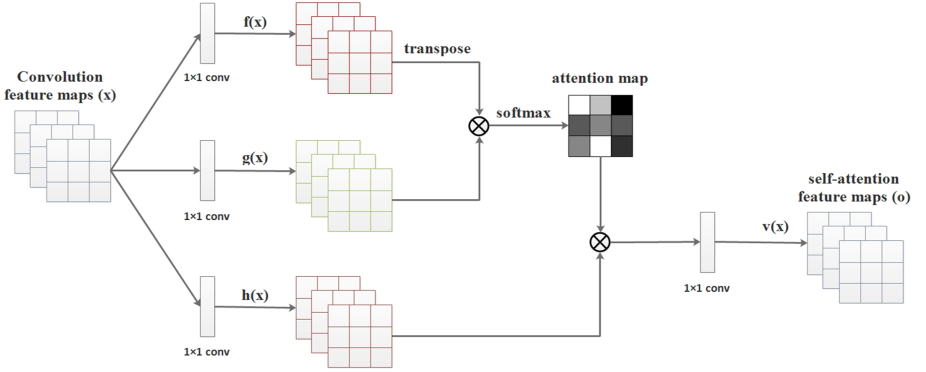 f(x)
transpose
1×1 conv
Convolution
feature maps (x)
attention map
softmax
g(x)
1×1 conv
self-attention
feature maps (o)
v(x)
1×1 conv
h(x)
1×1 conv